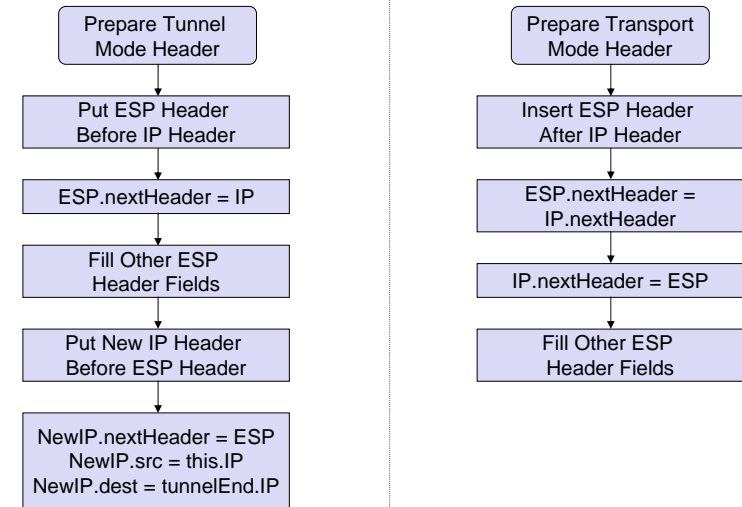 Prepare Tunnel
Mode Header
Put ESP Header
Before IP Header
ESP.nextHeader = IP
Fill Other ESP
Header Fields
Put New IP Header
Before ESP Header
NewIP.nextHeader = ESP
NewIP.src = this.IP
NewIP.dest = tunnelEnd.IP
Prepare Transport
Mode Header
Insert ESP Header
After IP Header
ESP.nextHeader =
IP.nextHeader
IP.nextHeader = ESP
Fill Other ESP
Header Fields